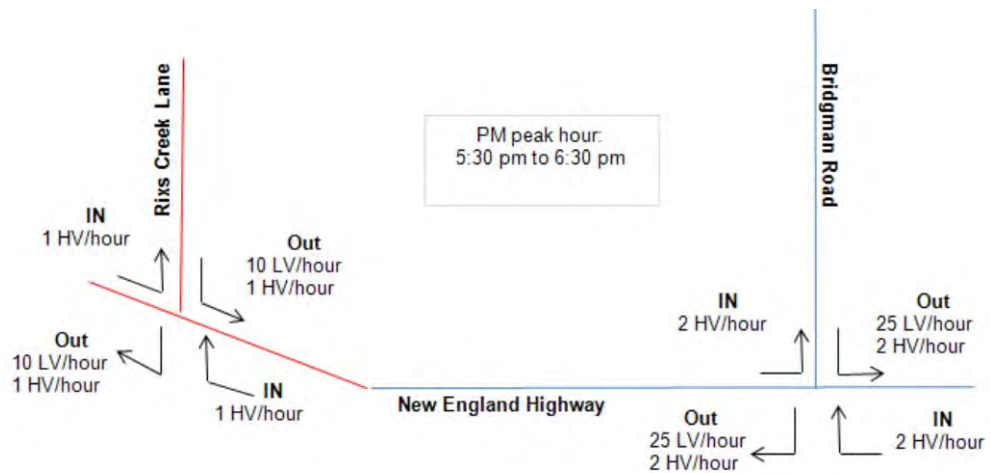 Rixs Creek Lane
Bridgman Road
PM peak hour:
5:30 pm to 6:30 pm
IN
1 HV/hour
Out
10 LV/hour
1 HV/hour
Out
10 LV/hour
1 HV/hour
IN
1 HV/hour
New England Highway
IN
2 HV/hour
Out
25 LV/hour
2 HV/hour
Out
25 LV/hour
2 HV/hour
IN
2 HV/hour